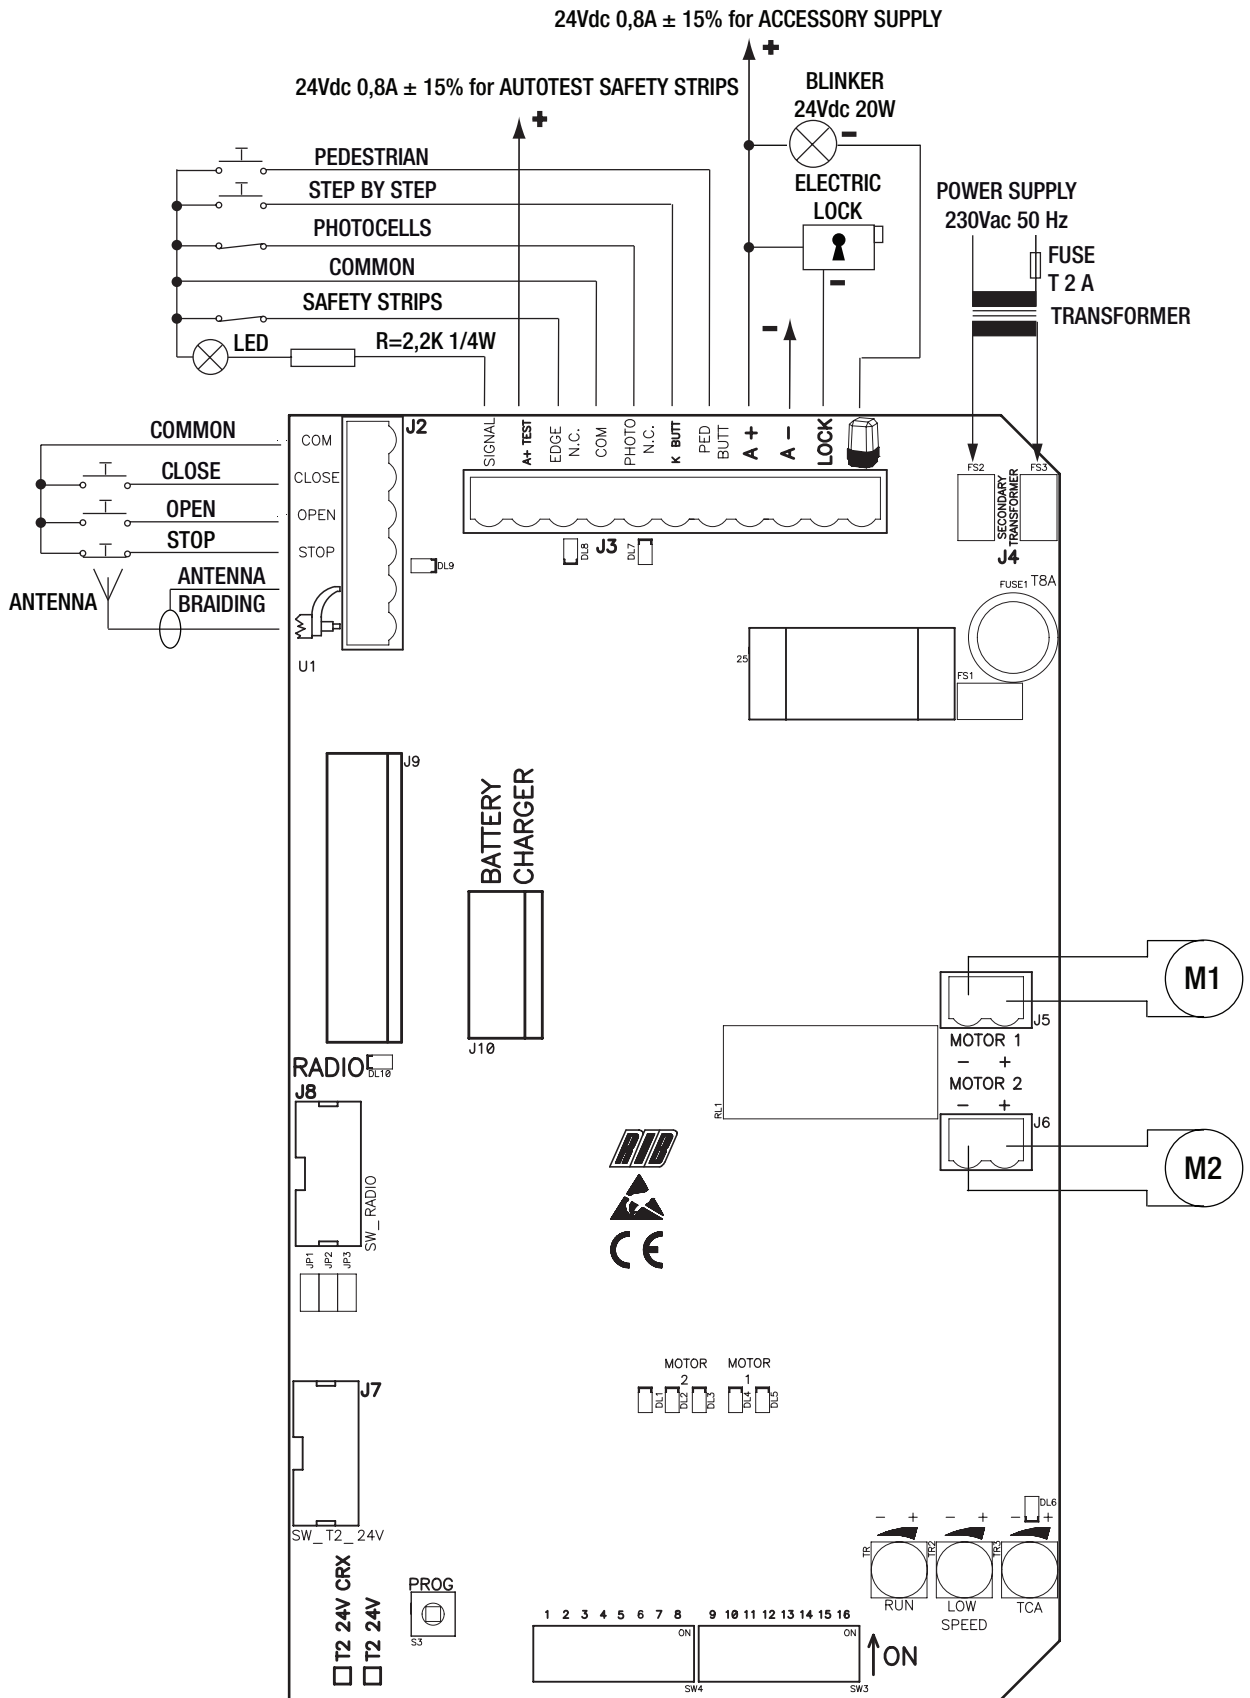 24Vdc 0,8A ± 15% for ACCESSORY SUPPLY
24Vdc 0,8A ± 15% for AUTOTEST SAFETY STRIPS
BLINKER
24Vdc 20W
PEDESTRIAN
STEP BY STEP
PHOTOCELLS
COMMON
SAFETY STRIPS
LED
R=2,2K 1/4W
ELECTRIC
LOCK
POWER SUPPLY
230Vac 50 Hz
FUSE
T 2 A
TRANSFORMER
COMMON
CLOSE
OPEN
STOP
ANTENNA
ANTENNA
BRAIDING
COM
CLOSE
OPEN
STOP
U1
J2
SIGNAL
A+ TEST
EDGE
N.C.
COM
PHOTO
N.C.
K BUTT
PED
BUTT
A +
A -
LOCK
J3
DL8
DL7
DL9
FS2
SECONDARY
TRANSFORMER
FS3
J4
FUSE1 T8A
25
FS1
J9
BATTERY
CHARGER
J10
RADIO
DL10
J8
SW_RADIO
JP1
JP2
JP3
J5
MOTOR 1
- +
MOTOR 2
- +
J6
RL1
M1
M2
RIB
CE
J7
SW_T2_24V
MOTOR
2
MOTOR
1
DL1
DL2
DL3
DL4
DL5
DL6
- +
- +
- +
TR
TR2
TR3
RUN
LOW
SPEED
TCA
T2 24V CRX
T2 24V
PROG
S3
1 2 3 4 5 6 7 8
9 10 11 12 13 14 15 16
ON
ON
SW4
SW3
ON